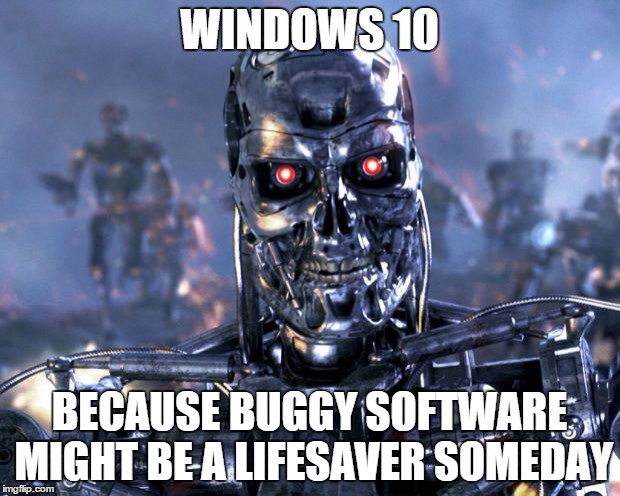 WINDOWS 10
BECAUSE BUGGY SOFTWARE
MIGHT BE A LIFESAVER SOMEDAY
imgflip.com